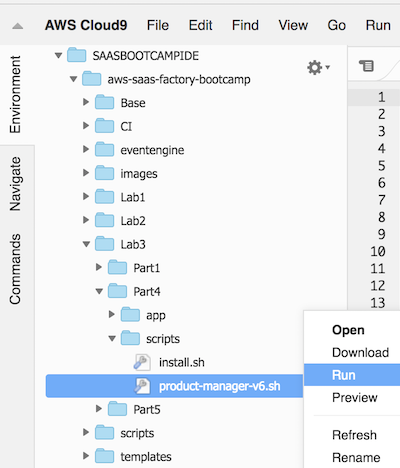 AWS Cloud9 File Edit Find View Go Run
Environment
Navigate
Commands
SAASBOOTCAMPIDE
aws-saas-factory-bootcamp
Base
CI
eventengine
images
Lab1
Lab2
Lab3
Part1
Part4
app
scripts
install.sh
product-manager-v6.sh
Part5
scripts
templates
1
2
3
4
5
6
7
8
9
10
11
12
13
Open
Download
Run
Preview
Refresh
Rename